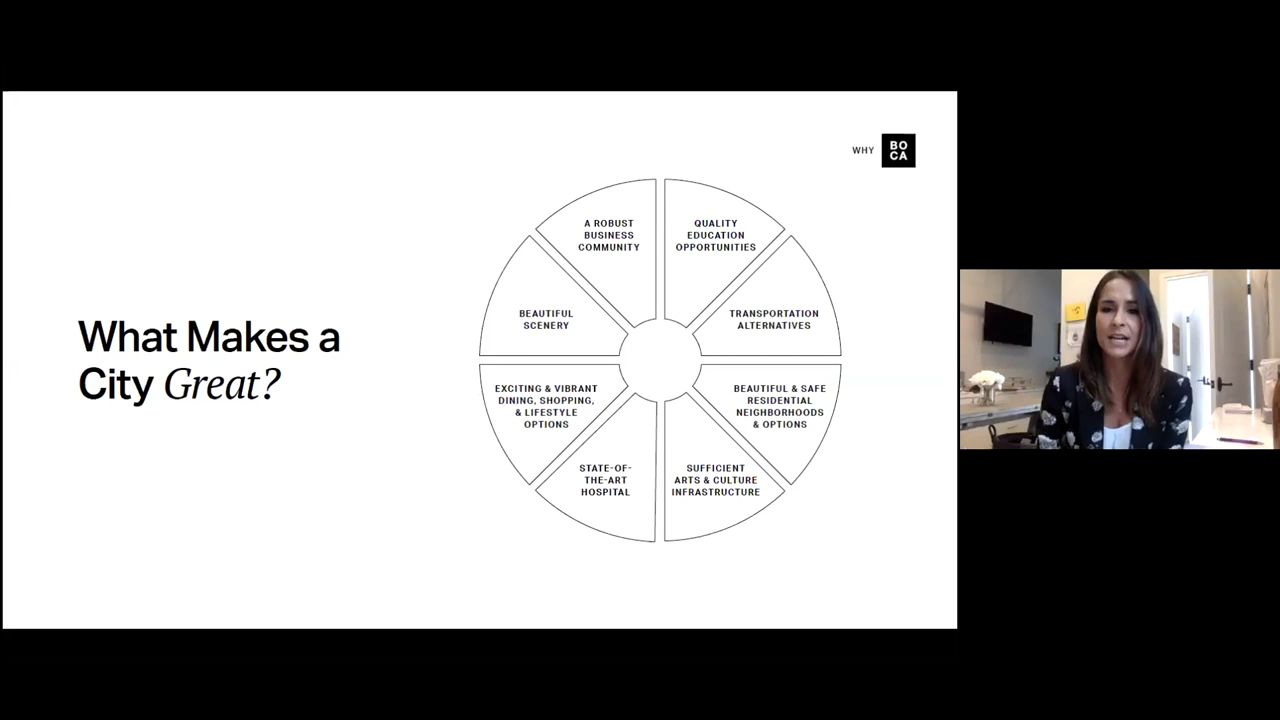 WHY
BO
CA
A ROBUST
BUSINESS
COMMUNITY
QUALITY
EDUCATION
OPPORTUNITIES
BEAUTIFUL
SCENERY
TRANSPORTATION
ALTERNATIVES
What Makes a
City Great?
EXCITING & VIBRANT
DINING, SHOPPING,
& LIFESTYLE
OPTIONS
BEAUTIFUL & SAFE
RESIDENTIAL
NEIGHBORHOODS
& OPTIONS
STATE-OF-
THE-ART
HOSPITAL
SUFFICIENT
ARTS & CULTURE
INFRASTRUCTURE